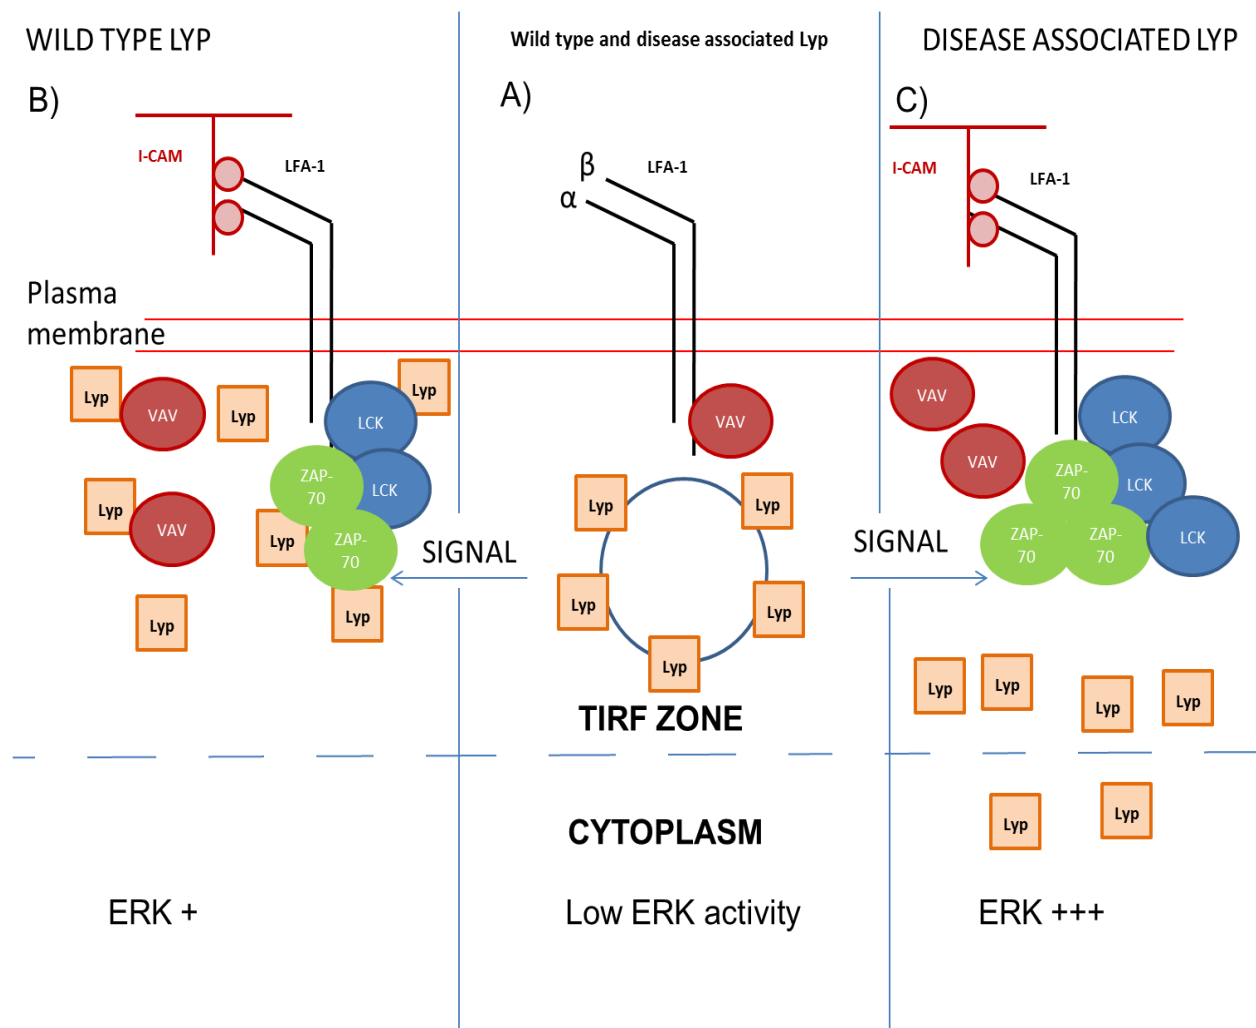 WILD TYPE LYP
Wild type and disease associated Lyp
DISEASE ASSOCIATED LYP
B)
A)
C)
I-CAM
LFA-1
β
α
LFA-1
I-CAM
LFA-1
Plasma
membrane
Lyp
VAV
Lyp
LCK
Lyp
ZAP-
70
LCK
Lyp
VAV
Lyp
ZAP-
70
Lyp
Lyp
SIGNAL
VAV
Lyp
Lyp
Lyp
Lyp
Lyp
TIRF ZONE
SIGNAL
VAV
VAV
LCK
ZAP-
70
LCK
ZAP-
70
ZAP-
70
LCK
Lyp
Lyp
Lyp
Lyp
Lyp
Lyp
CYTOPLASM
ERK +
Low ERK activity
ERK +++